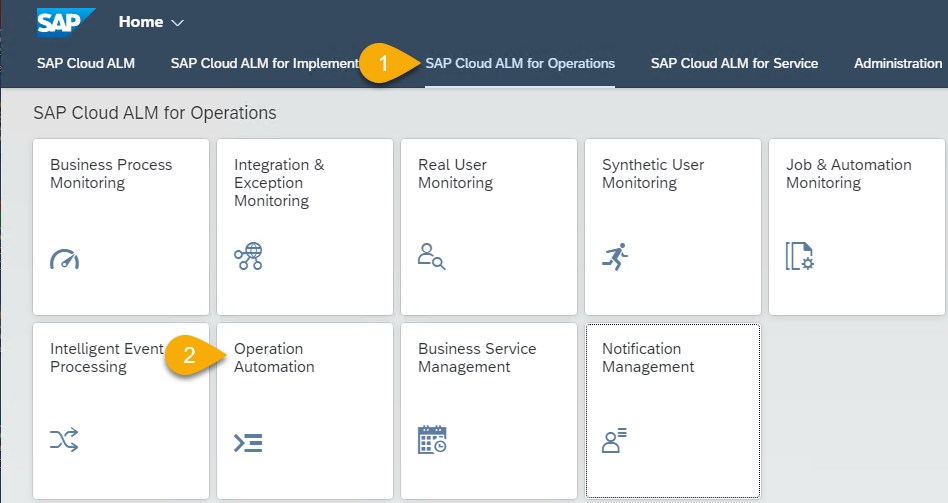 SAP Home
SAP Cloud ALM SAP Cloud ALM for Implement 1 SAP Cloud ALM for Operations SAP Cloud ALM for Service Administration
SAP Cloud ALM for Operations
Business Process
Monitoring
Integration &
Exception
Monitoring
Real User
Monitoring
Synthetic User
Monitoring
Job & Automation
Monitoring
Intelligent Event
Processing
2
Operation
Automation
Business Service
Management
Notification
Management